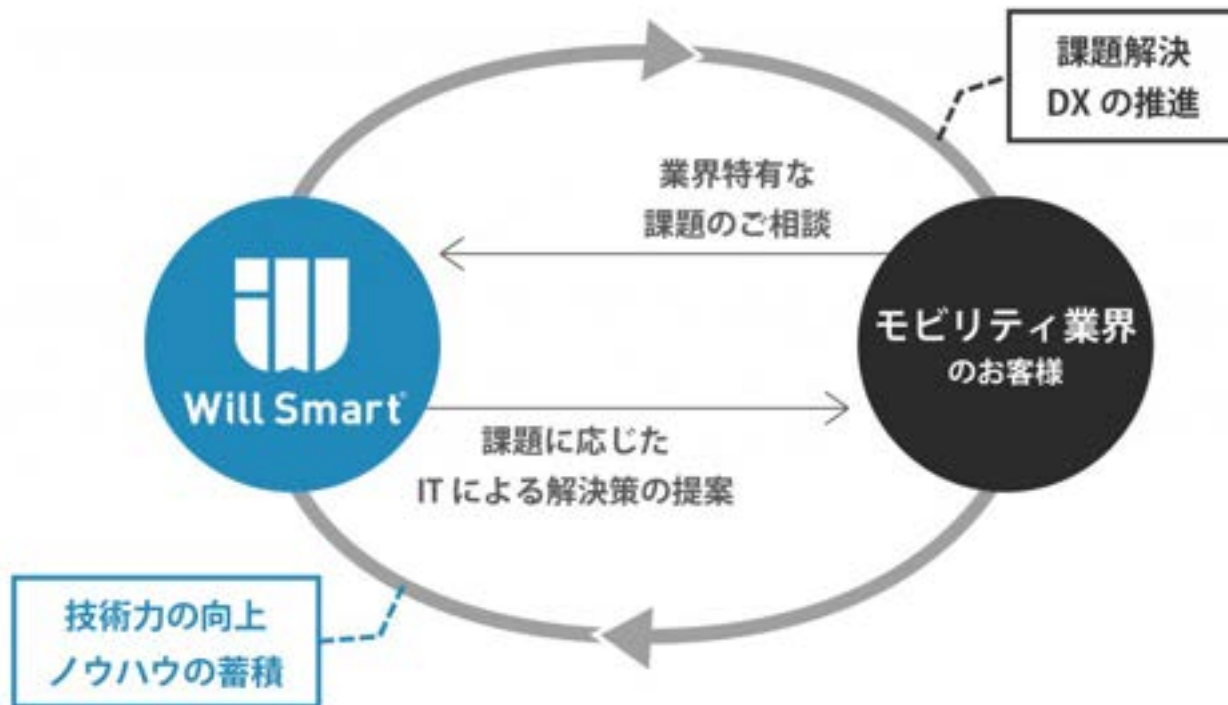 課題解決
DX の推進
業界特有な
課題のご相談
Will Smart
モビリティ業界
のお客様
課題に応じた
IT による解決策の提案
技術力の向上
ノウハウの蓄積